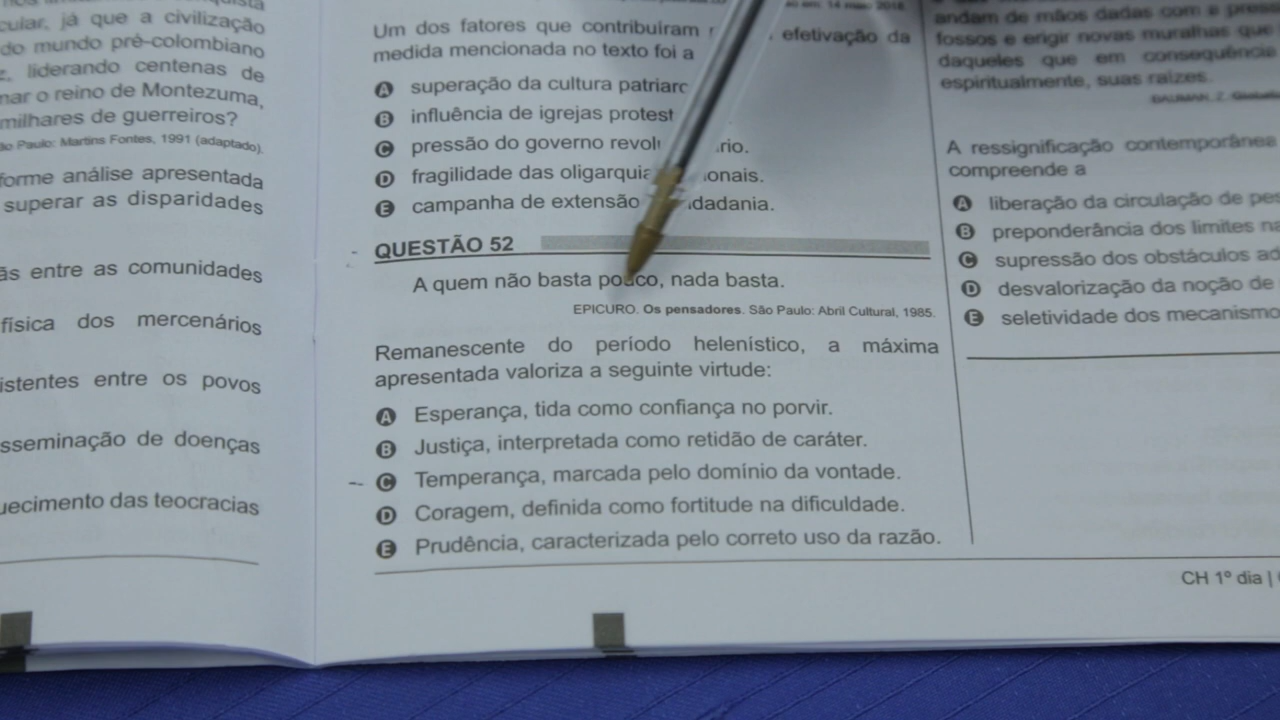 cular, já que a civilização
do mundo pré-colombiano
liderando centenas de
o reino de Montezuma,
milhares de guerreiros?
Paulo: Martins Fontes, 1991 (adaptado).
forme análise apresentada
superar as disparidades
entre as comunidades
física dos mercenários
istentes entre os povos
sseminação de doenças
uecimento das teocracias
Um dos fatores que contribuíram efetivação da
medida mencionada no texto foi a
A superação da cultura patriarc
B influência de igrejas protest
C pressão do governo revolu rio.
D fragilidade das oligarquia ionais.
E campanha de extensão dadania.
QUESTÃO 52
A quem não basta pouco, nada basta.
EPICURO. Os pensadores. São Paulo: Abril Cultural, 1985.
Remanescente do período helenístico, a máxima
apresentada valoriza a seguinte virtude:
A Esperança, tida como confiança no porvir.
B Justiça, interpretada como retidão de caráter.
C Temperança, marcada pelo domínio da vontade.
D Coragem, definida como fortitude na dificuldade.
E Prudência, caracterizada pelo correto uso da razão.
andam de mãos dadas com a press
fossos e erigir novas muralhas que
daqueles que em consequência
espiritualmente, suas raízes.
BAUMAN, Z.
A ressignificação contemporânea
compreende a
A liberação da circulação de pes
B preponderância dos limites na
C supressão dos obstáculos ad
D desvalorização da noção de
E seletividade dos mecanismo
CH 1º dia |